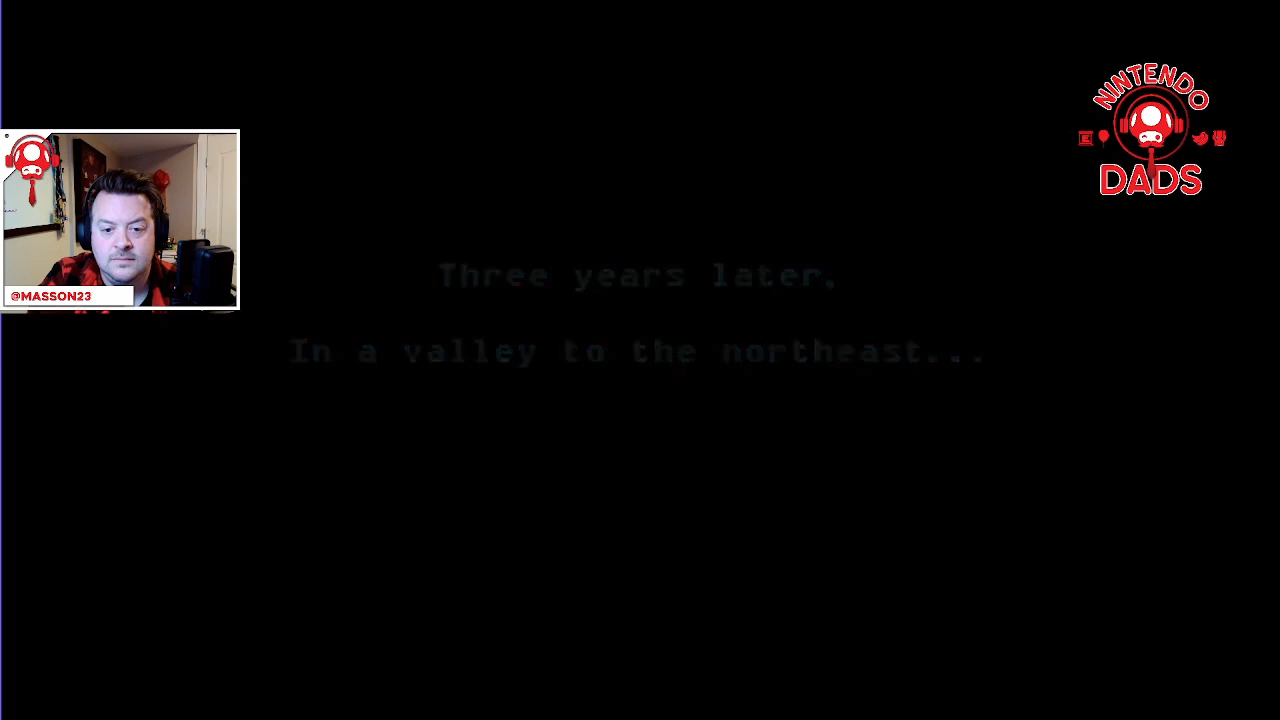 NINTENDO
DADS
@MASSON23
Three years later,
In a valley to the northeast...